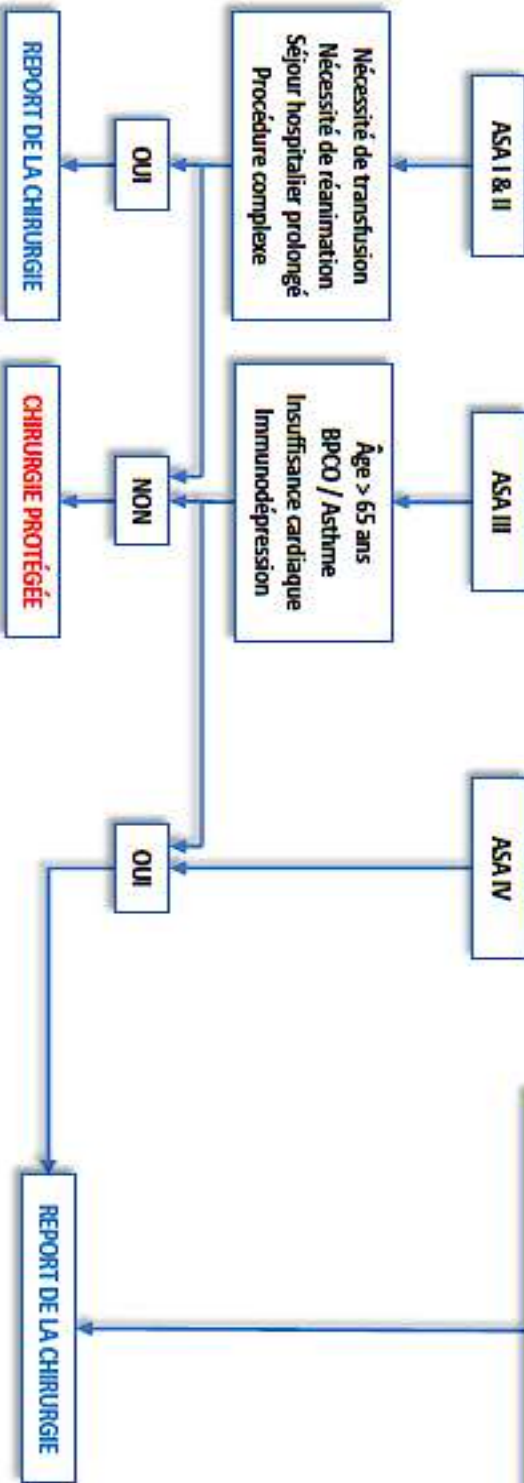 ASA I & II
ASA III
ASA IV
Nécessité de transfusion
Nécessité de réanimation
Séjour hospitalier prolongé
Procédure complexe
Âge > 65 ans
BPCO / Asthme
Insuffisance cardiaque
Immunodépression
OUI
NON
OUI
REPORT DE LA CHIRURGIE
CHIRURGIE PROTÉGÉE
REPORT DE LA CHIRURGIE